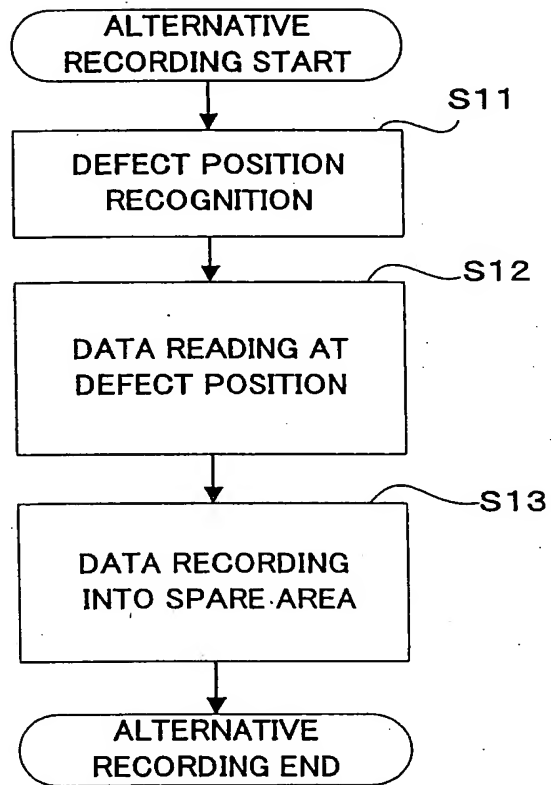 ALTERNATIVE
RECORDING START
S11
DEFECT POSITION
RECOGNITION
S12
DATA READING AT
DEFECT POSITION
S13
DATA RECORDING
INTO SPARE AREA
ALTERNATIVE
RECORDING END